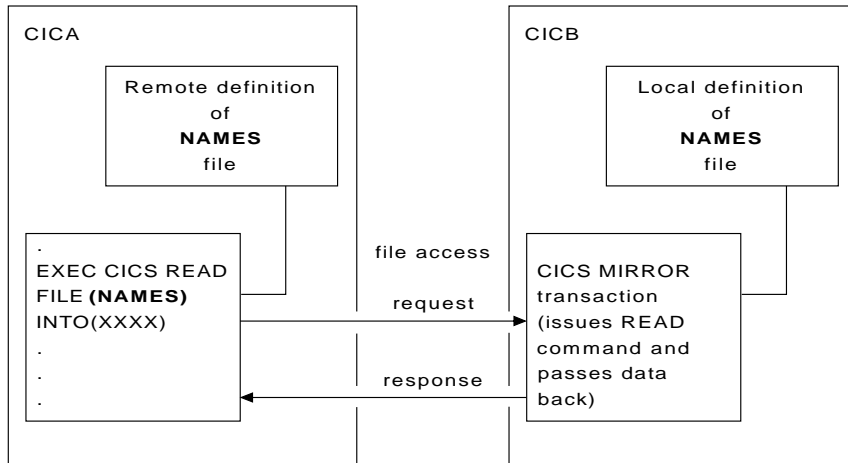 CICA
Remote definition
of
NAMES
file
.
EXEC CICS READ
FILE (NAMES)
INTO(XXXX)
.
.
.
file access
request
response
CICB
Local definition
of
NAMES
file
CICS MIRROR
transaction
(issues READ
command and
passes data
back)